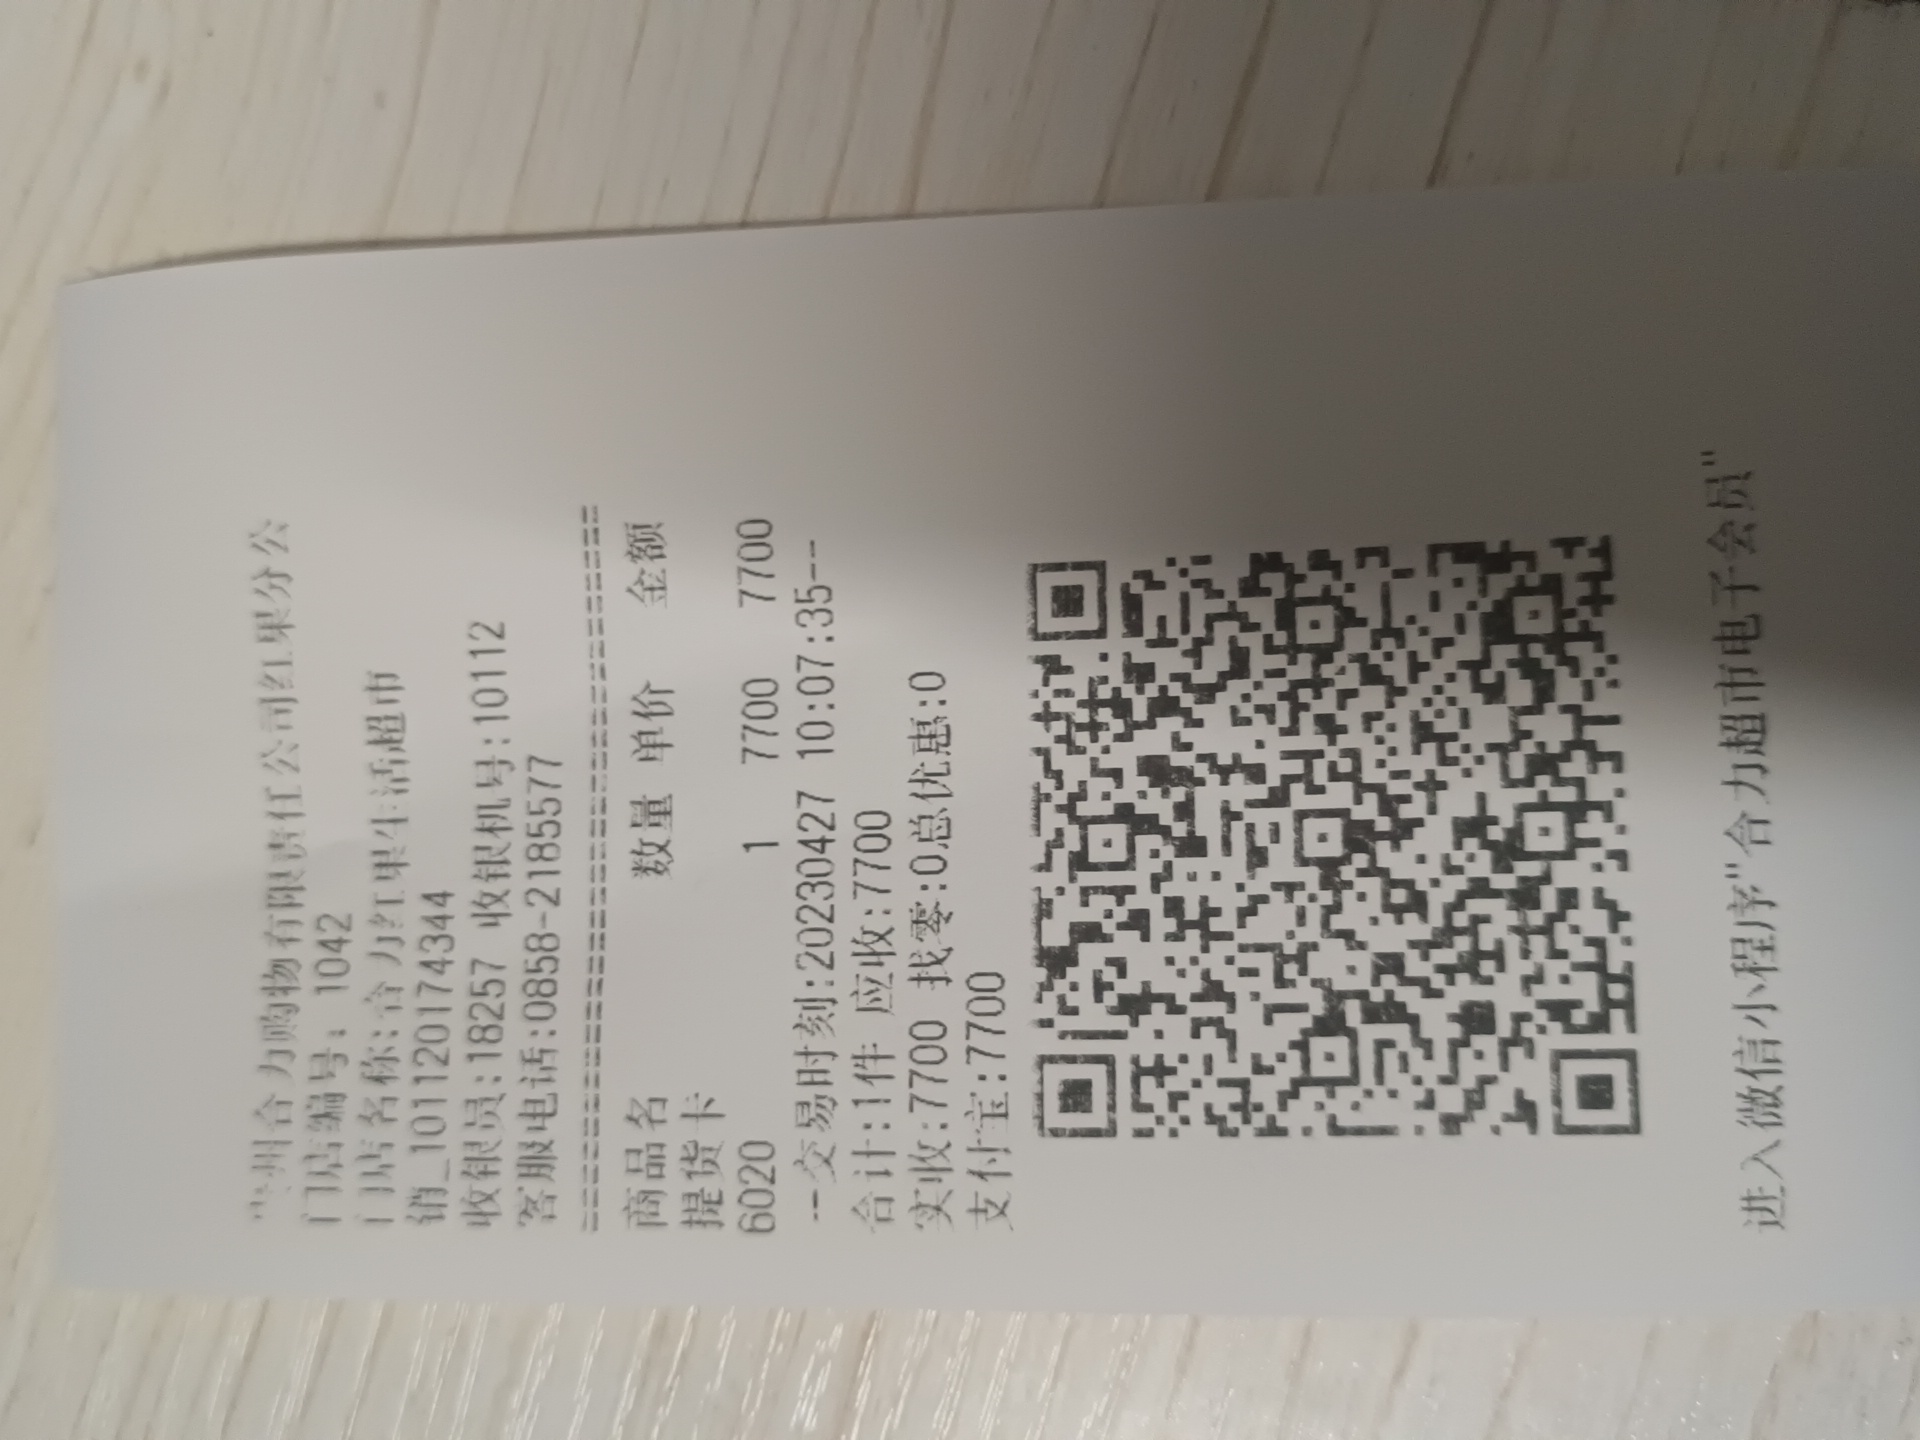 州合力购物有限责任公司红果分公
门店编号: 1042
门店名称:合力红果生活超市
销_1011201174344
收银员:18257 收银机号:10112
客服电话:0858-2185577
================================
商品名 数量 单价 金额
提货卡
6020 1 7700 7700
--交易时刻:20230427 10:07:35--
合计:1件 应收:7700
实收:7700 找零:0总优惠:0
支付宝:7700
进入微信小程序"合力超市电子会员"